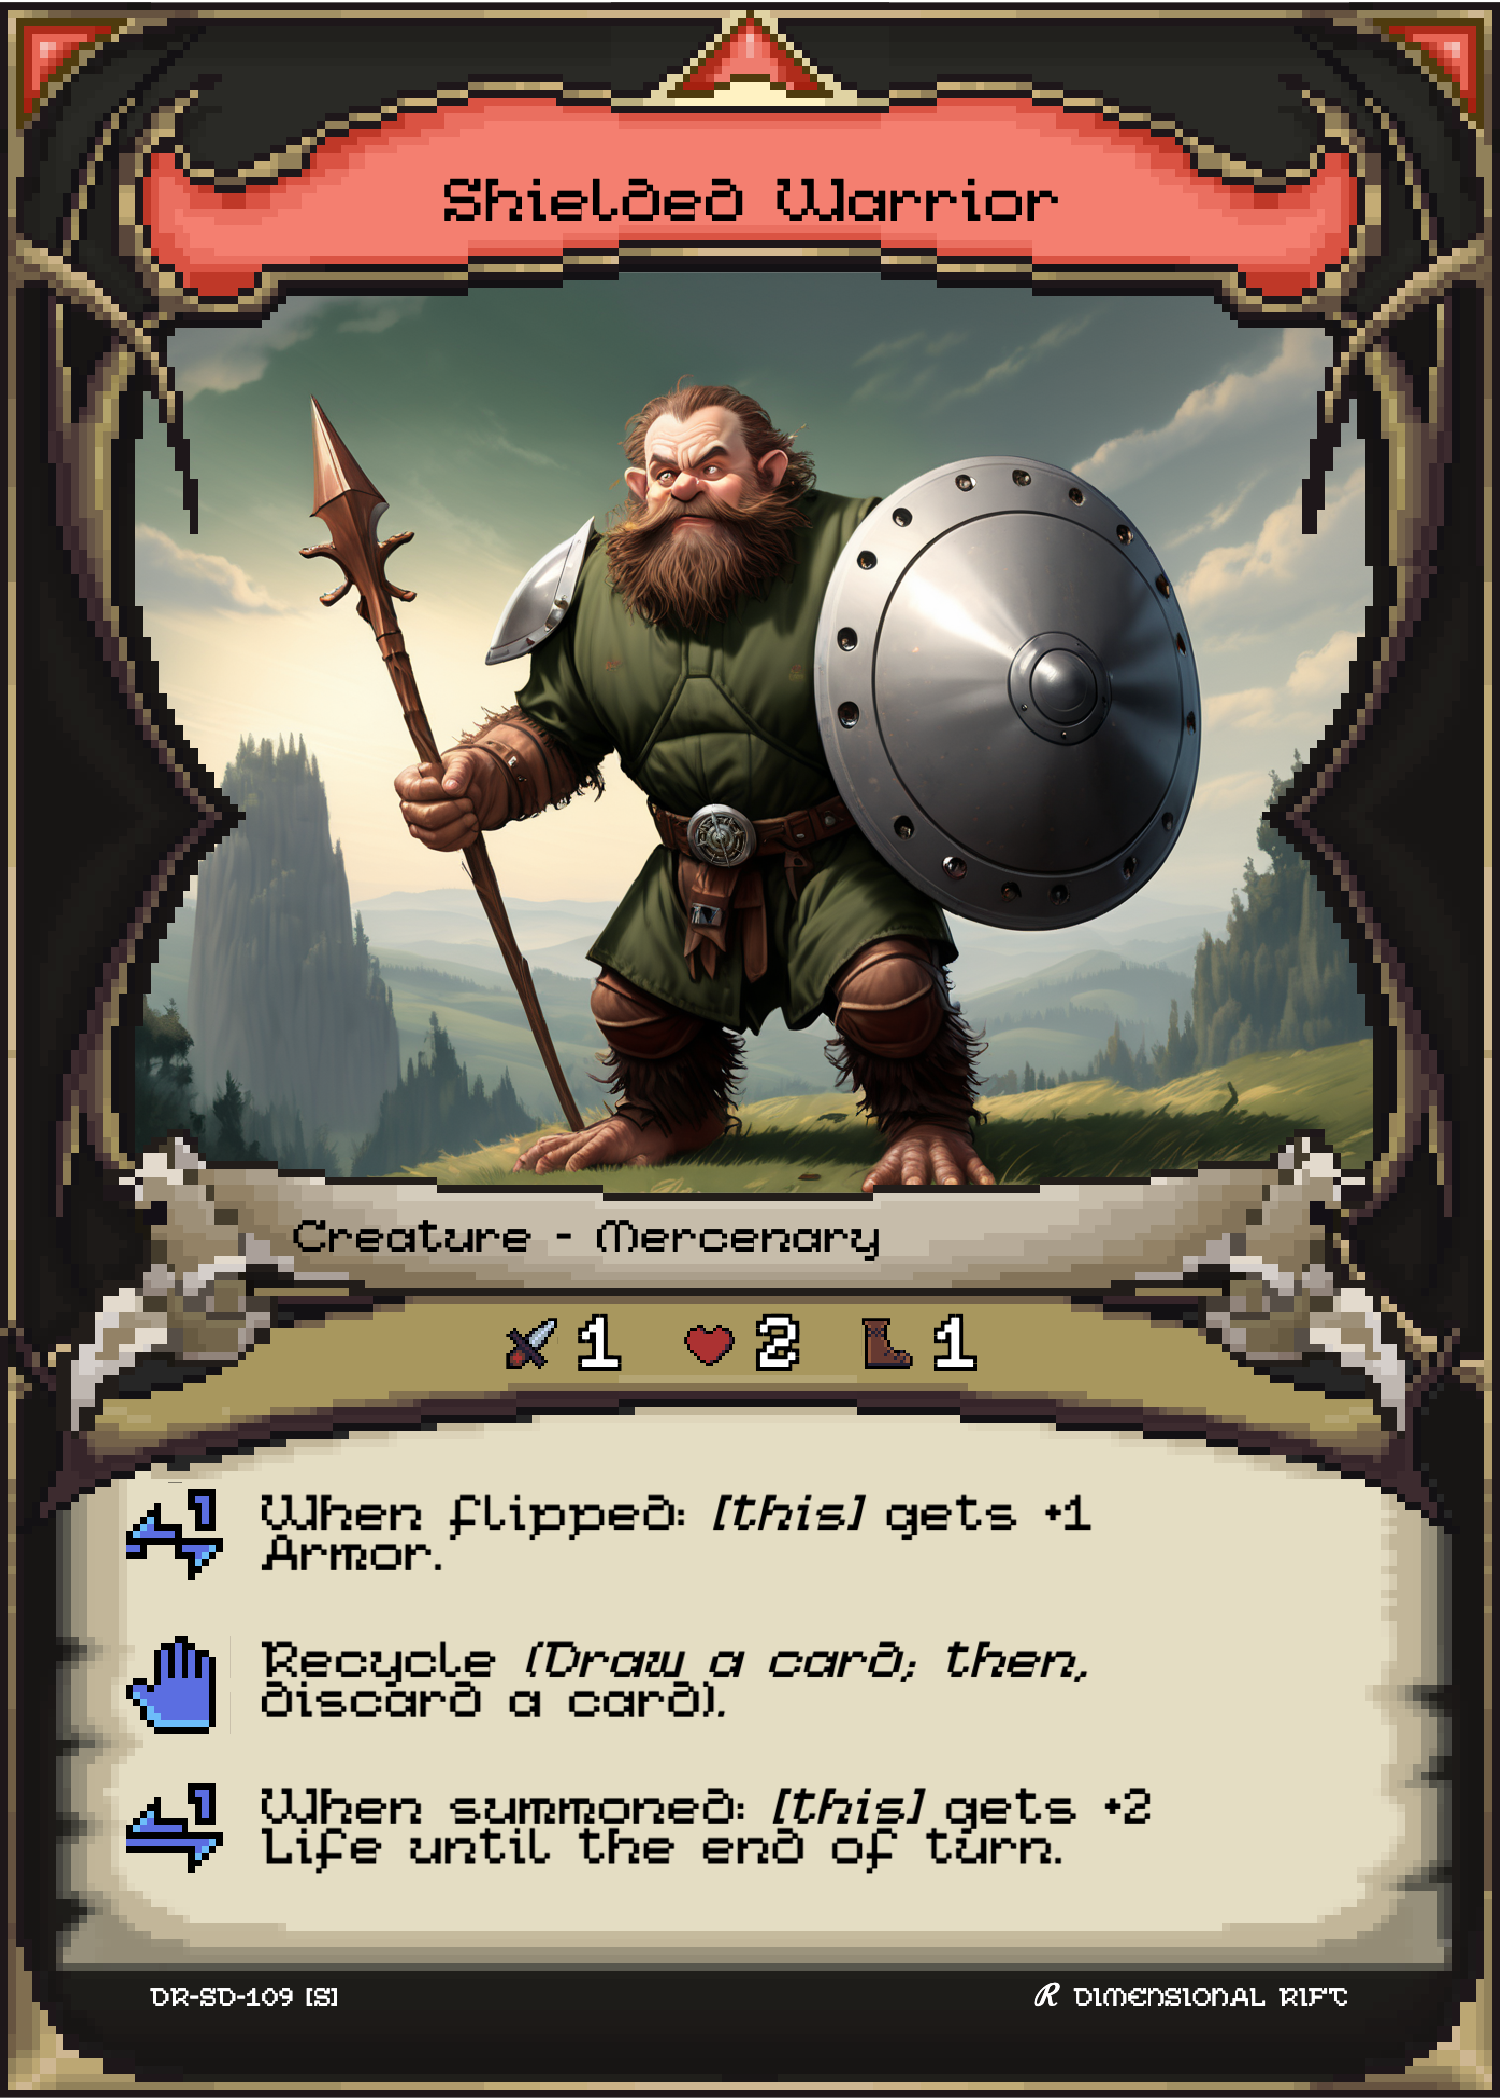 Shielded Warrior
Creature - Mercenary
1 2 1
When flipped: [this] gets +1
Armor.
Recycle (Draw a card; then,
discard a card).
When summoned: [this] gets +2
Life until the end of turn.
DR-SD-109 [S]
R DIMENSIONAL RIFT